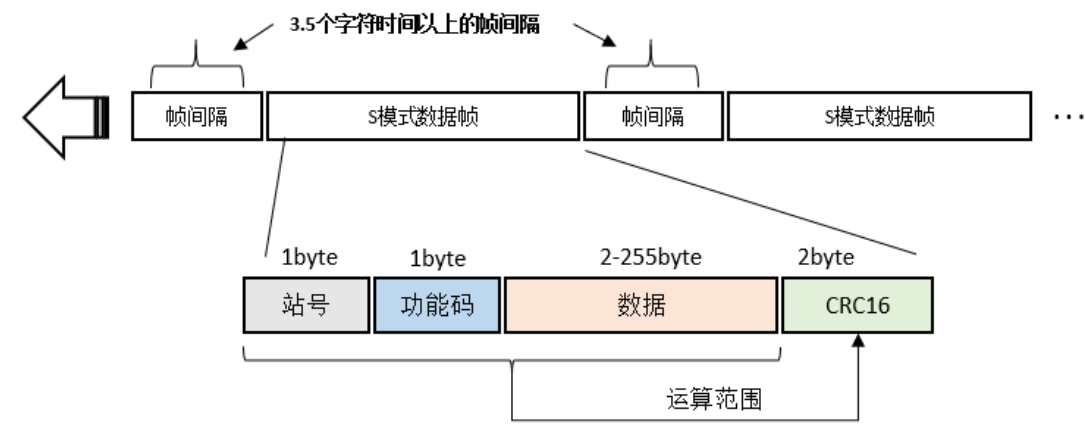 3.5个字符时间以上的帧间隔
帧间隔
S模式数据帧
帧间隔
S模式数据帧
...
1byte
1byte
2-255byte
2byte
站号
功能码
数据
CRC16
运算范围